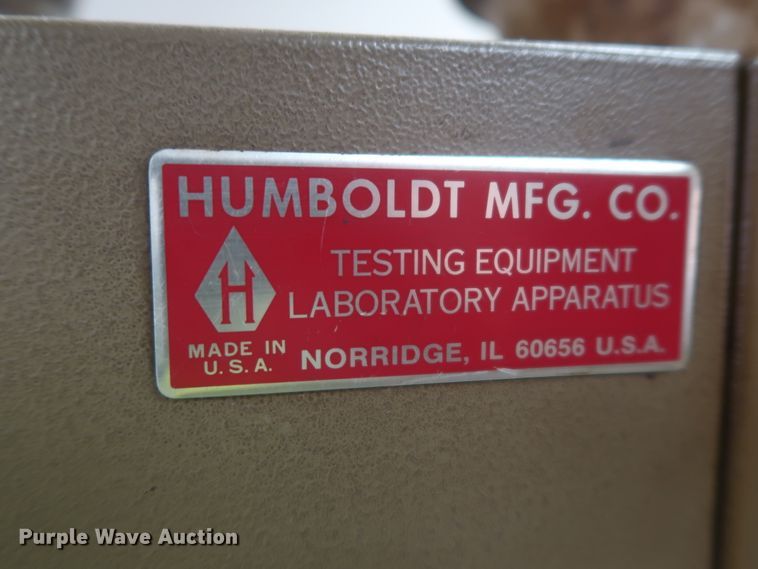 HUMBOLDT MFG. CO.
TESTING EQUIPMENT
LABORATORY APPARATUS
H
MADE IN
U.S.A.
NORRIDGE, IL 60656 U.S.A.
Purple Wave Auction